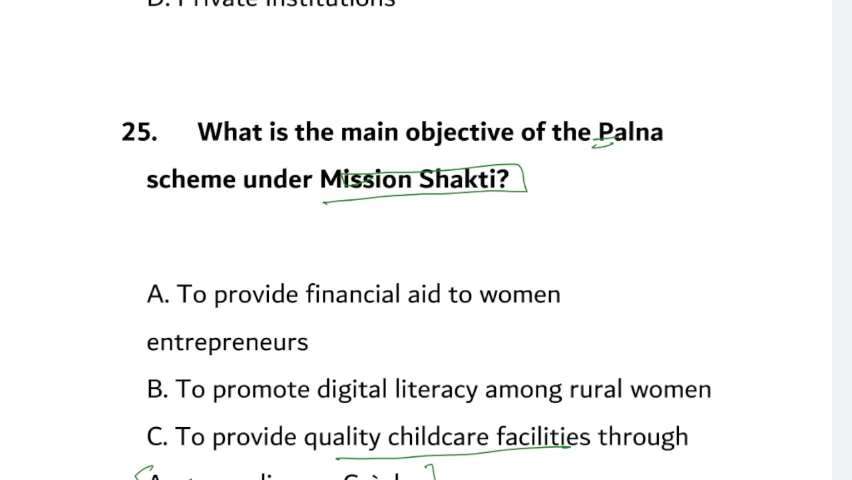 D. Private institutions
25. What is the main objective of the Palna
scheme under Mission Shakti?
A. To provide financial aid to women
entrepreneurs
B. To promote digital literacy among rural women
C. To provide quality childcare facilities through